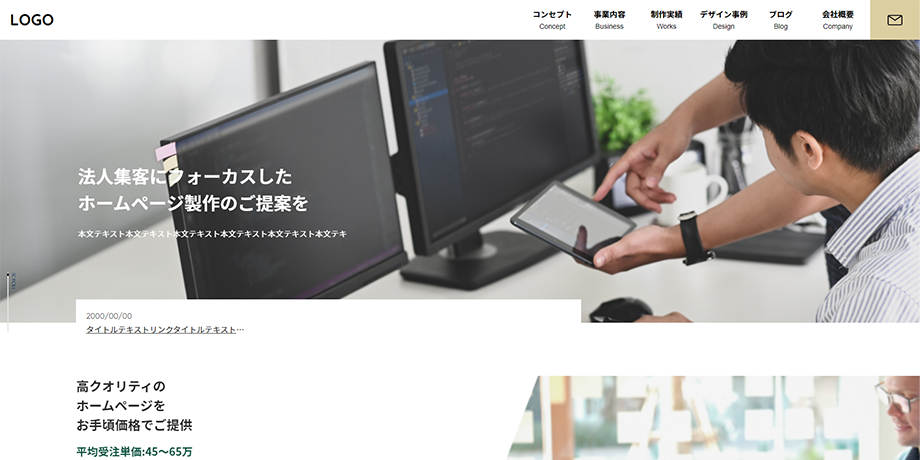 LOGO
コンセプト
Concept
事業内容
Business
制作実績
Works
デザイン事例
Design
ブログ
Blog
会社概要
Company
法人集客にフォーカスした
ホームページ製作のご提案を
本文テキスト本文テキスト本文テキスト本文テキスト本文テキスト本文テキ
2000/00/00
タイトルテキストリンクタイトルテキスト…
高クオリティの
ホームページを
お手頃価格でご提供
平均受注単価:45〜65万